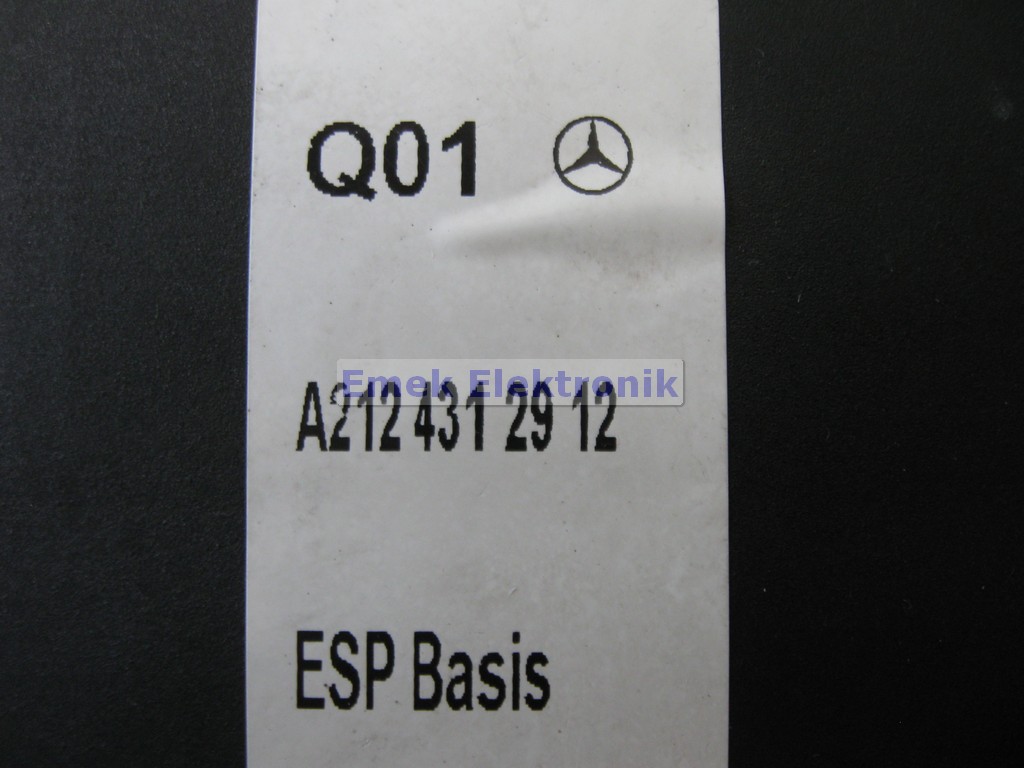 Q01
Emek Elektronik
A212 431 29 12
ESP Basis